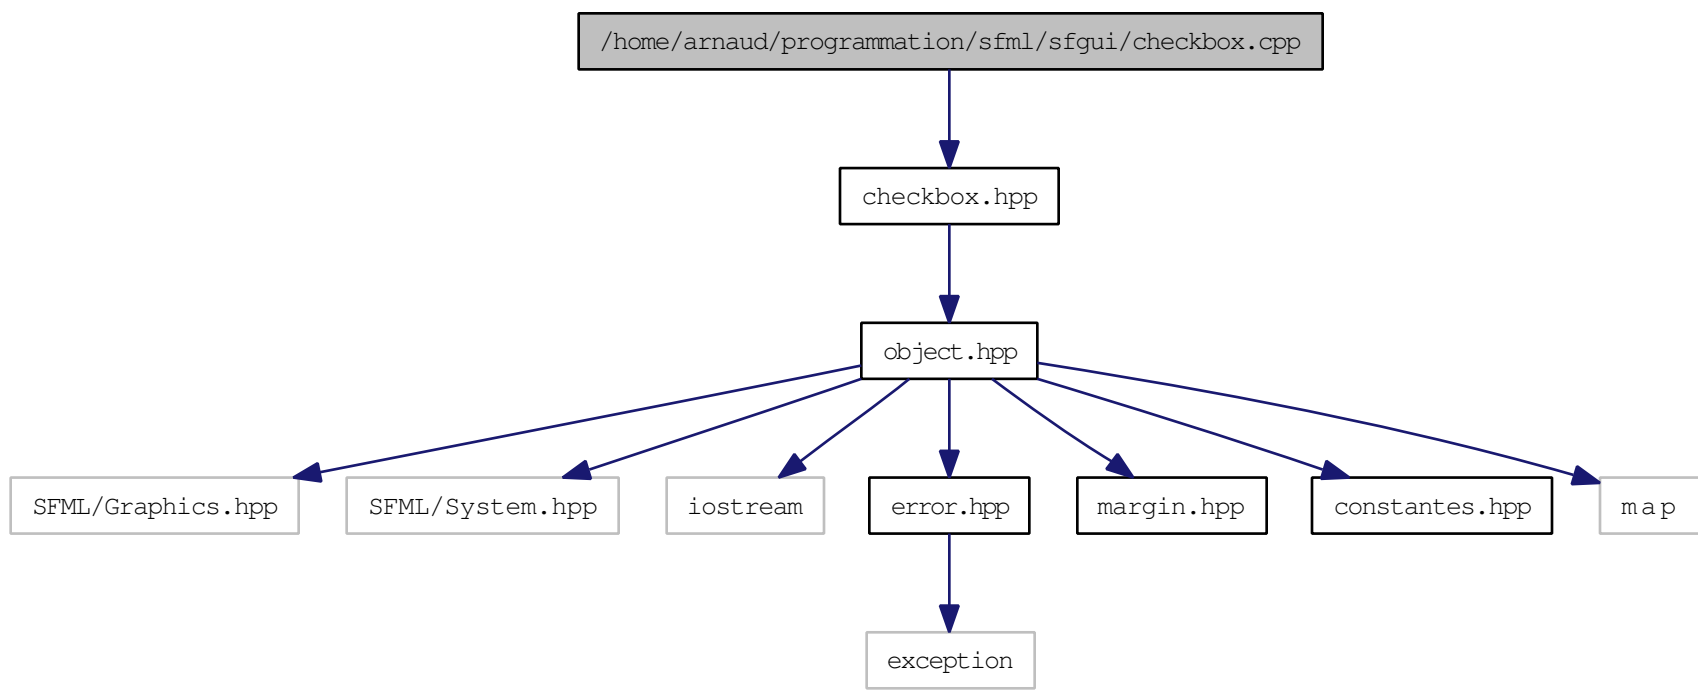 /home/arnaud/programmation/sfml/sfgui/checkbox.cpp
checkbox.hpp
object.hpp
SFML/Graphics.hpp
SFML/System.hpp
iostream
error.hpp
margin.hpp
constantes.hpp
map
exception